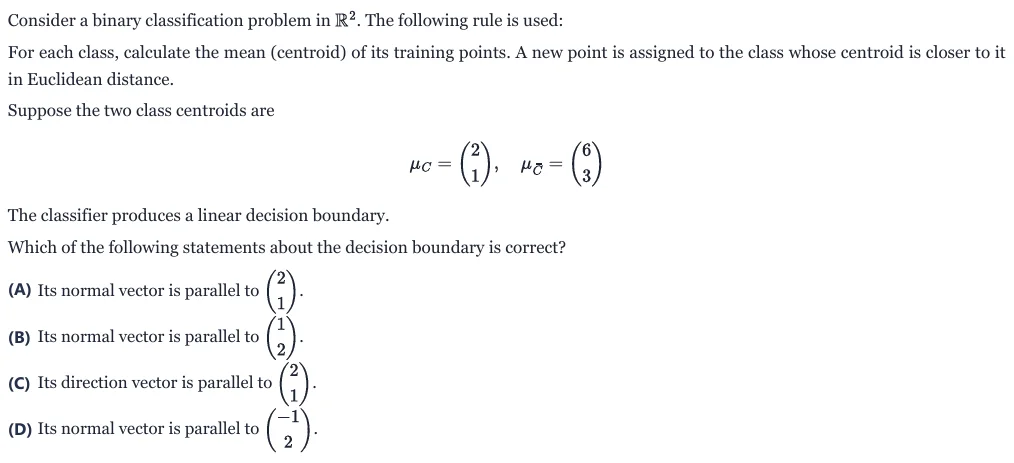 Consider a binary classification problem in ℝ². The following rule is used:
For each class, calculate the mean (centroid) of its training points. A new point is assigned to the class whose centroid is closer to it
in Euclidean distance.
Suppose the two class centroids are
μ_C = (2 1), μ_C̄ = (6 3)
The classifier produces a linear decision boundary.
Which of the following statements about the decision boundary is correct?
(A) Its normal vector is parallel to (2 1).
(B) Its normal vector is parallel to (1 2).
(C) Its direction vector is parallel to (2 1).
(D) Its normal vector is parallel to (−1 2).